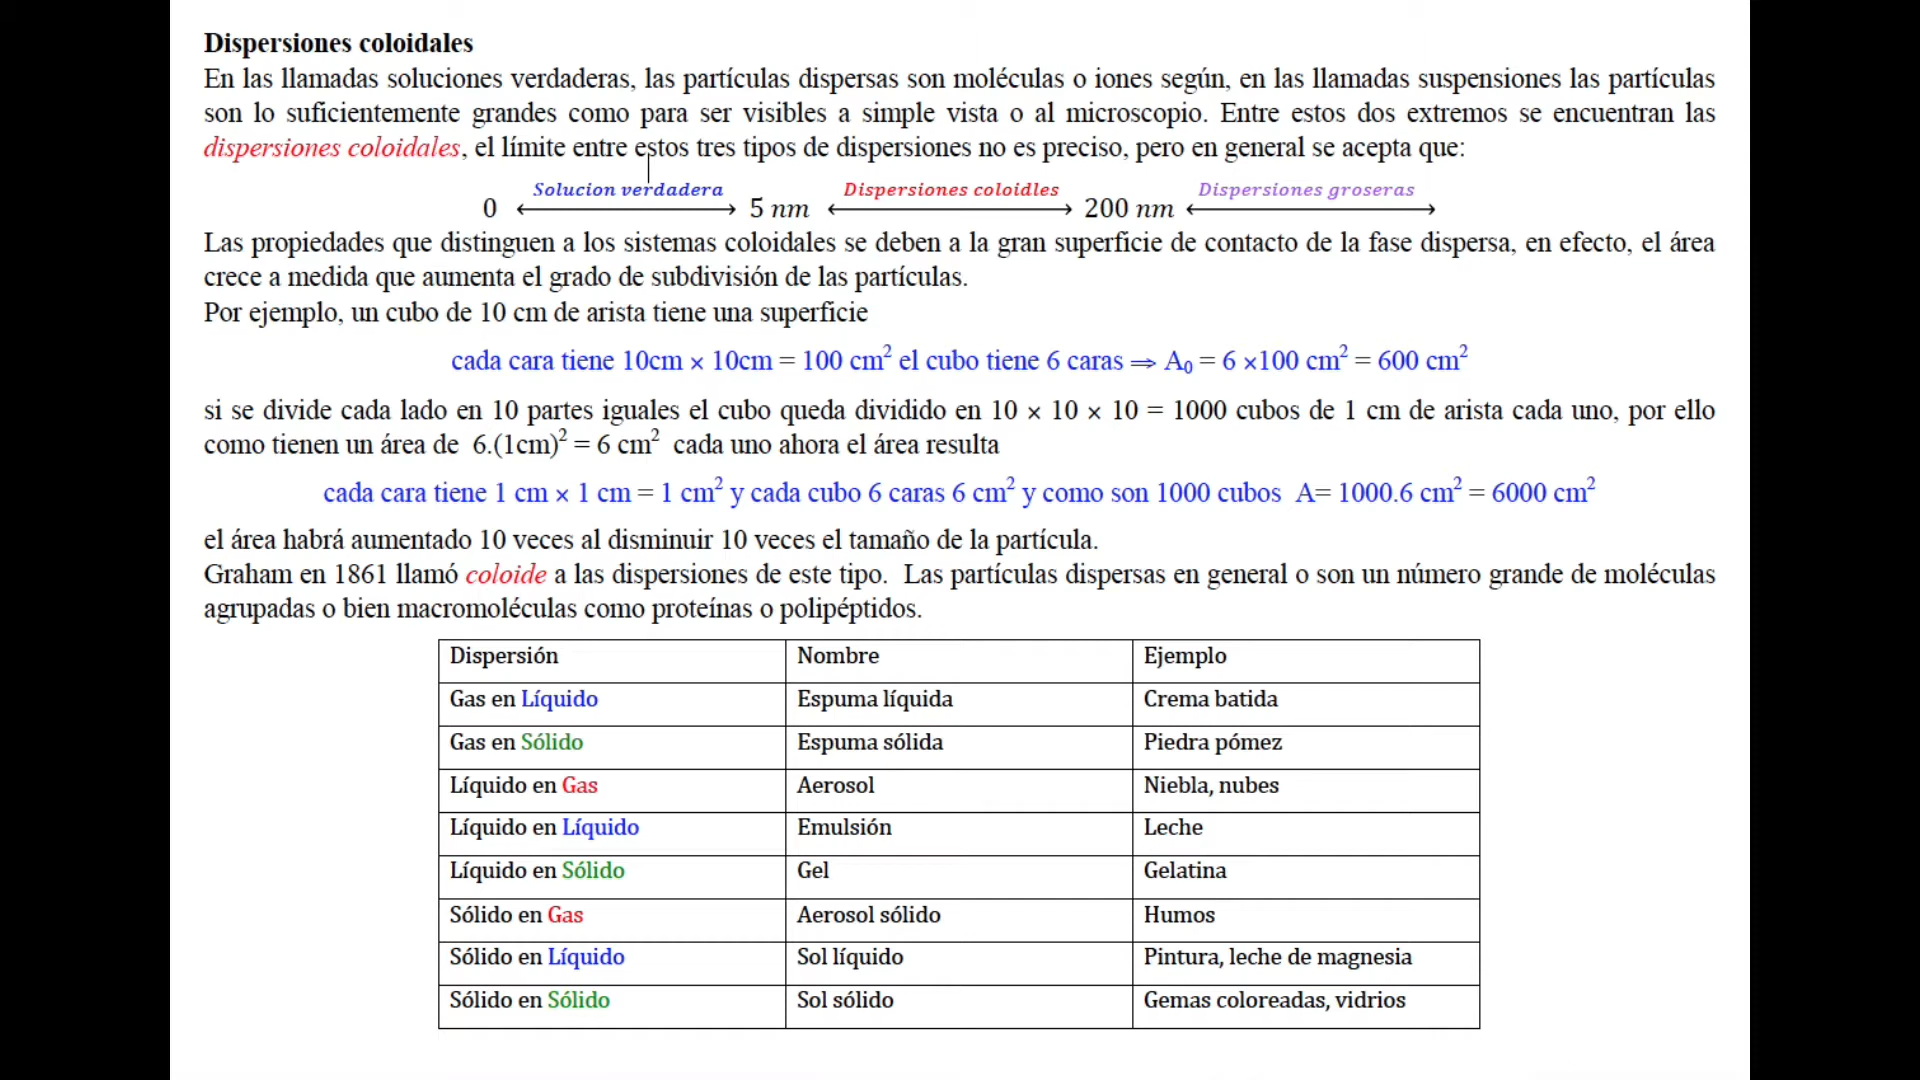 Dispersiones coloidales
En las llamadas soluciones verdaderas, las partículas dispersas son moléculas o iones según, en las llamadas suspensiones las partículas
son lo suficientemente grandes como para ser visibles a simple vista o al microscopio. Entre estos dos extremos se encuentran las
dispersiones coloidales, el límite entre estos tres tipos de dispersiones no es preciso, pero en general se acepta que:
0 Solucion verdadera 5 nm Dispersiones coloidles 200 nm Dispersiones groseras
Las propiedades que distinguen a los sistemas coloidales se deben a la gran superficie de contacto de la fase dispersa, en efecto, el área
crece a medida que aumenta el grado de subdivisión de las partículas.
Por ejemplo, un cubo de 10 cm de arista tiene una superficie
cada cara tiene 10cm × 10cm = 100 cm² el cubo tiene 6 caras ⇒ A₀ = 6 ×100 cm² = 600 cm²
si se divide cada lado en 10 partes iguales el cubo queda dividido en 10 × 10 × 10 = 1000 cubos de 1 cm de arista cada uno, por ello
como tienen un área de 6.(1cm)² = 6 cm² cada uno ahora el área resulta
cada cara tiene 1 cm × 1 cm = 1 cm² y cada cubo 6 caras 6 cm² y como son 1000 cubos A= 1000.6 cm² = 6000 cm²
el área habrá aumentado 10 veces al disminuir 10 veces el tamaño de la partícula.
Graham en 1861 llamó coloide a las dispersiones de este tipo. Las partículas dispersas en general o son un número grande de moléculas
agrupadas o bien macromoléculas como proteínas o polipéptidos.
Dispersión Nombre Ejemplo
Gas en Líquido Espuma líquida Crema batida
Gas en Sólido Espuma sólida Piedra pómez
Líquido en Gas Aerosol Niebla, nubes
Líquido en Líquido Emulsión Leche
Líquido en Sólido Gel Gelatina
Sólido en Gas Aerosol sólido Humos
Sólido en Líquido Sol líquido Pintura, leche de magnesia
Sólido en Sólido Sol sólido Gemas coloreadas, vidrios